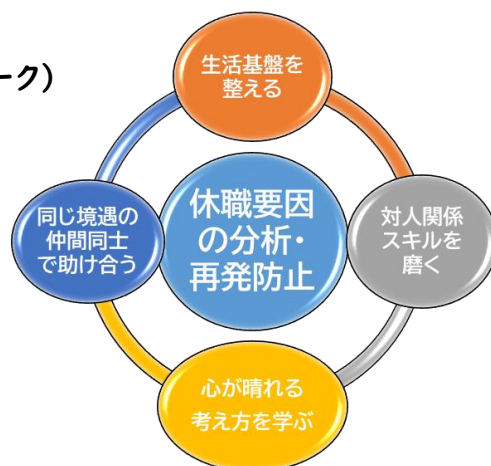 ーク)
生活基盤を
整える
同じ境遇の
仲間同士
で助け合う
休職要因
の分析・
再発防止
対人関係
スキルを
磨く
心が晴れる
考え方を学ぶ